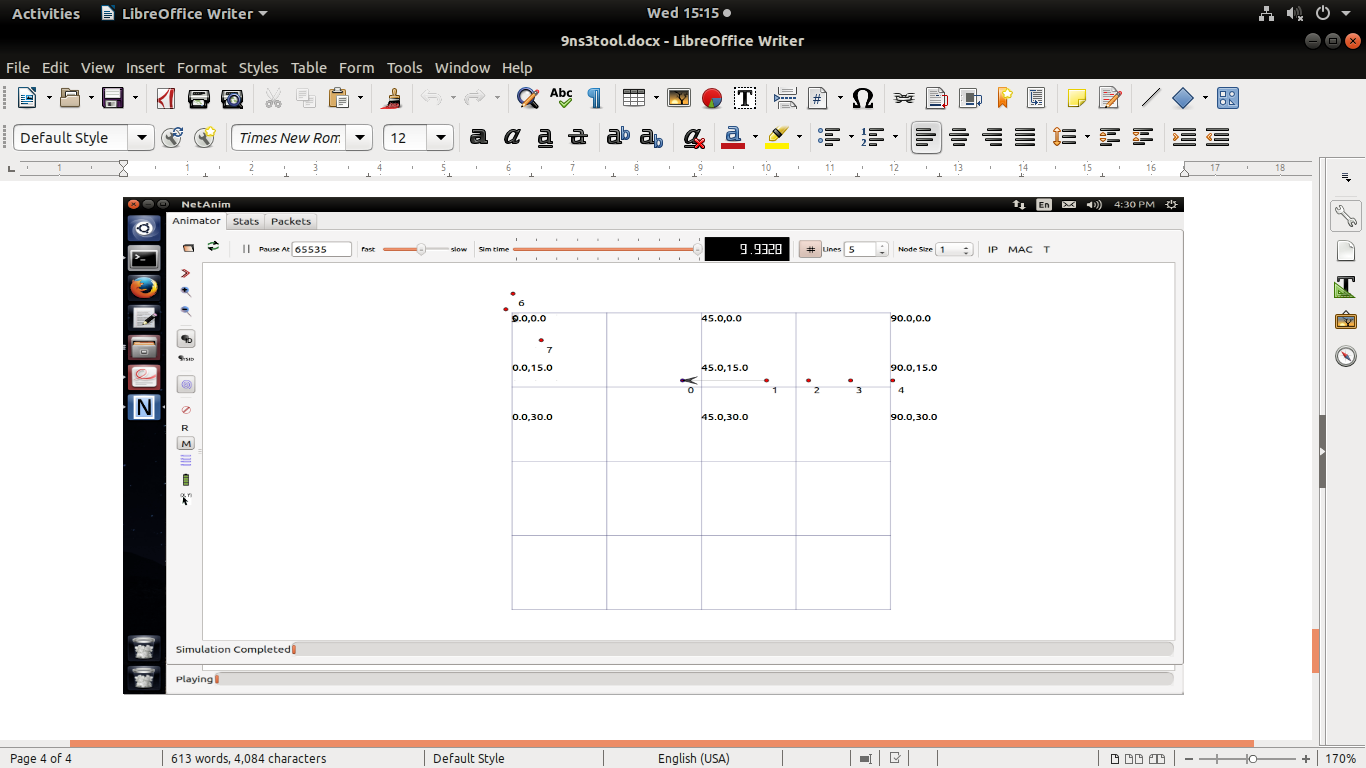 Activities LibreOffice Writer Wed 15:15
9ns3tool.docx - LibreOffice Writer
File Edit View Insert Format Styles Table Form Tools Window Help
Abc
Default Style Times New Rom 12
1 1 2 3 4 5 6 7 8 9 10 11 12 13 14 15 16 17 18
NetAnim En 4:30 PM
Animator Stats Packets
Pause At 65535 fast slow Sim time 9.9328 Lines 5 Node Size 1 IP MAC T
6
0.0,0.0 45.0,0.0 90.0,0.0
7
0.0,15.0 45.0,15.0 90.0,15.0
0 1 2 3 4
0.0,30.0 45.0,30.0 90.0,30.0
R
M
Simulation Completed
Playing
Page 4 of 4 613 words, 4,084 characters Default Style English (USA) 170%